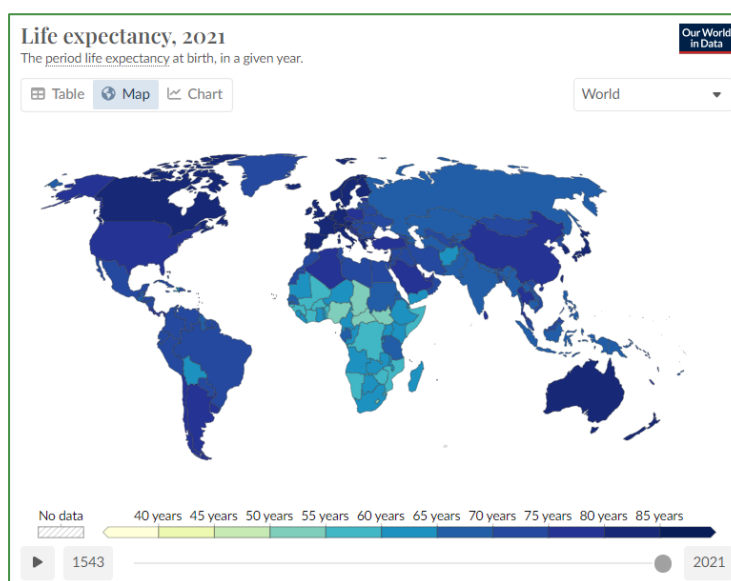 Life expectancy, 2021
The period life expectancy at birth, in a given year.
Our World
in Data
Table Map Chart
World
No data 40 years 45 years 50 years 55 years 60 years 65 years 70 years 75 years 80 years 85 years
1543 2021